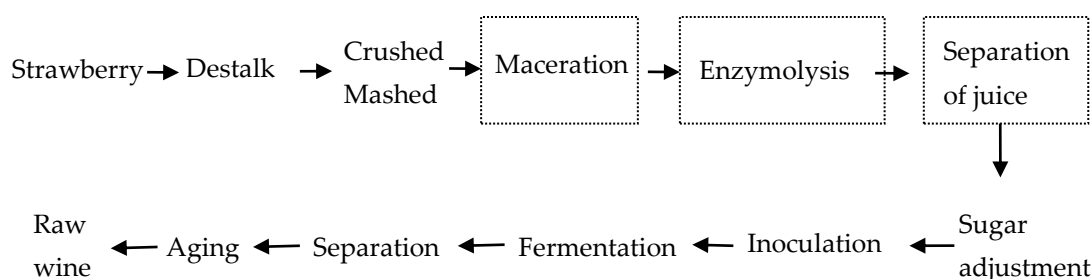 Strawberry
Destalk
Crushed
Mashed
Maceration
Enzymolysis
Separation
of juice
Sugar
adjustment
Inoculation
Fermentation
Separation
Aging
Raw
wine